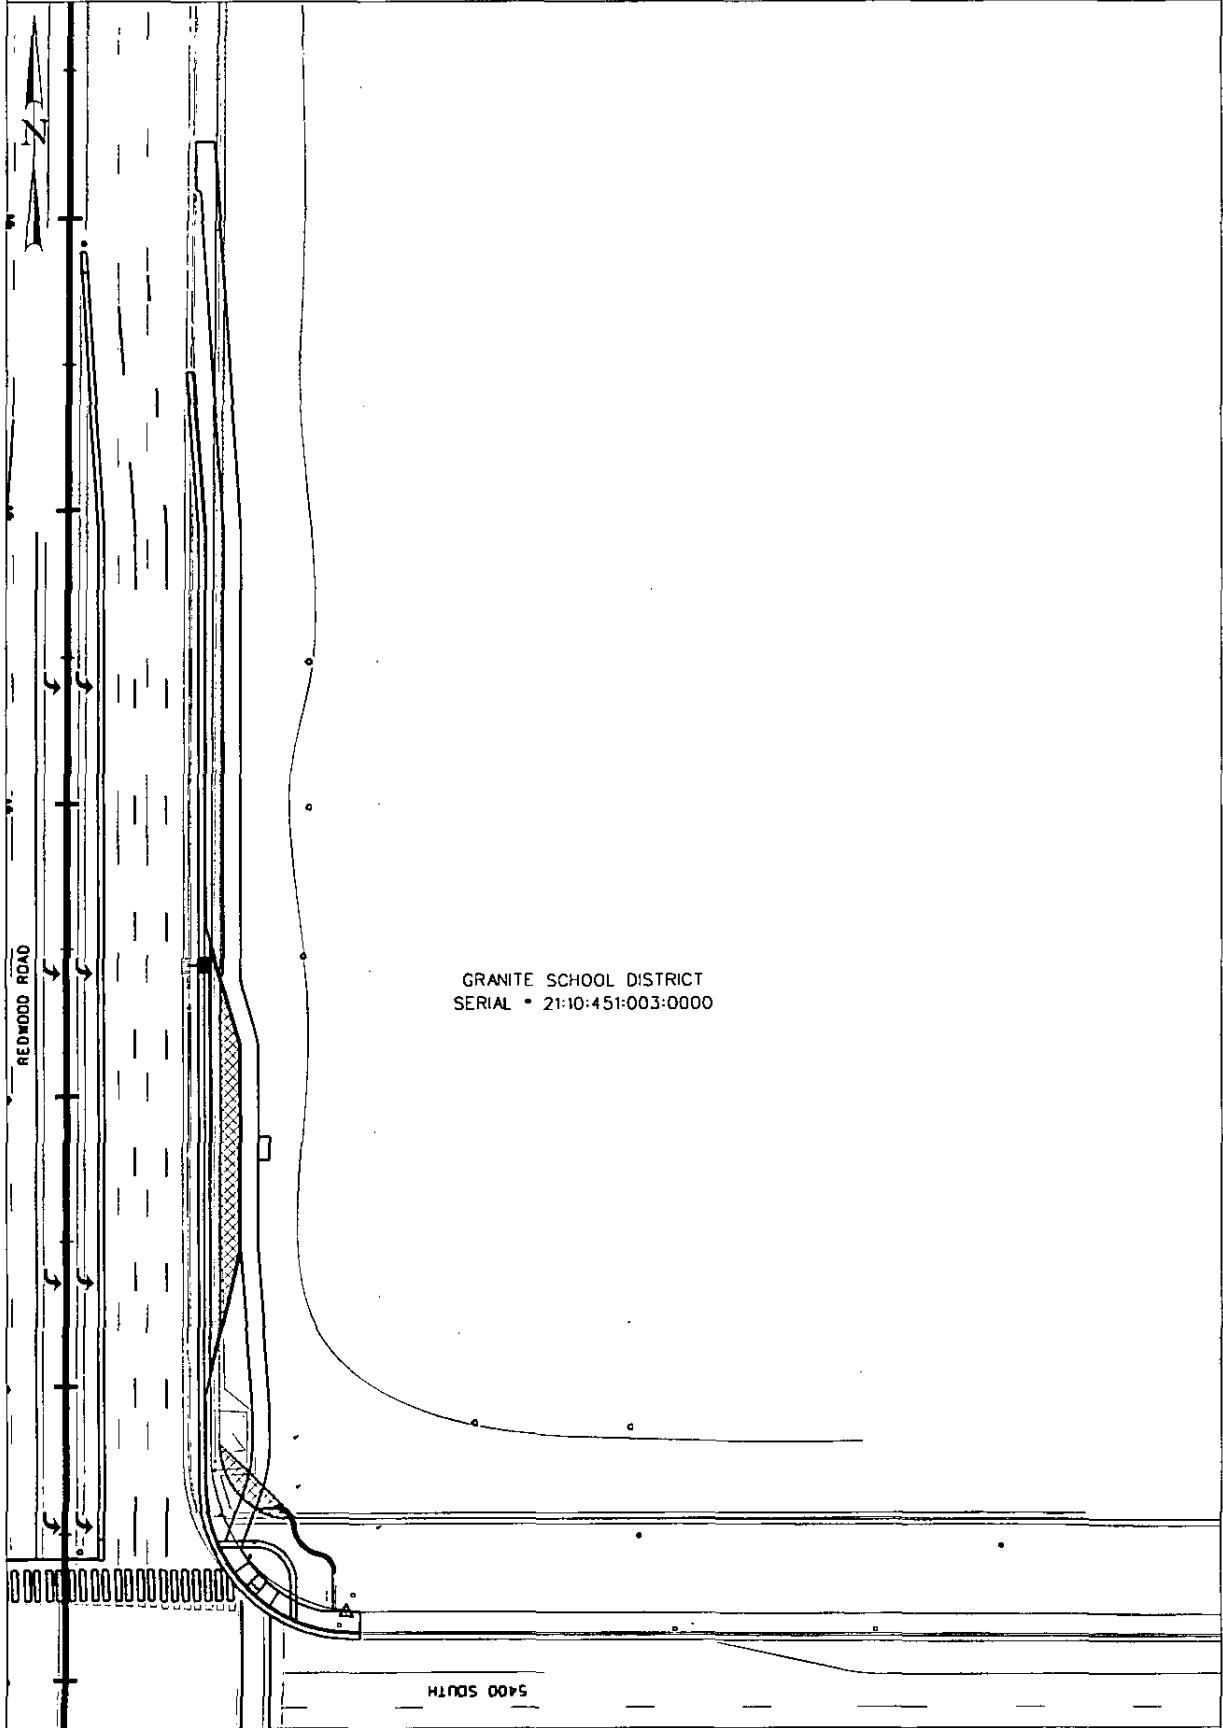 N
REDWOOD ROAD
GRANITE SCHOOL DISTRICT
SERIAL * 21:10:451:003:0000
5400 SOUTH